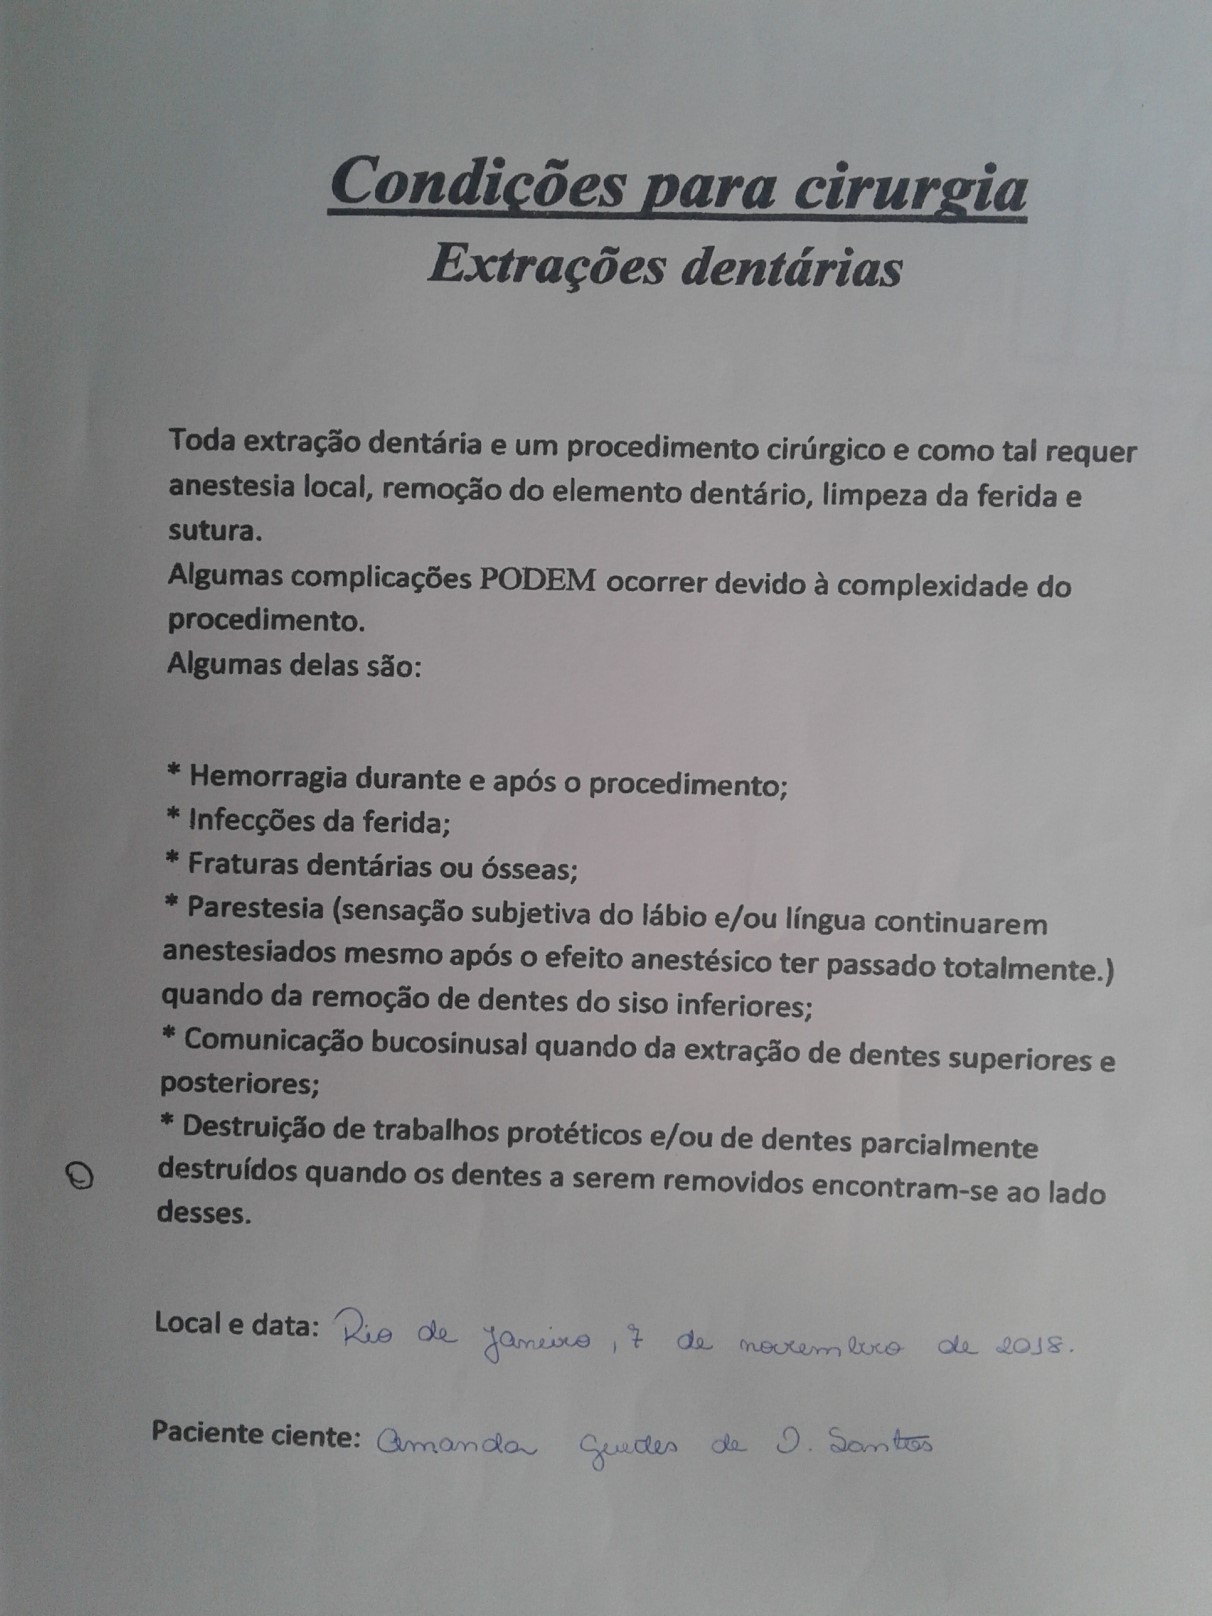 Condições para cirurgia
Extrações dentárias
Toda extração dentária e um procedimento cirúrgico e como tal requer
anestesia local, remoção do elemento dentário, limpeza da ferida e
sutura.
Algumas complicações PODEM ocorrer devido à complexidade do
procedimento.
Algumas delas são:
* Hemorragia durante e após o procedimento;
* Infecções da ferida;
* Fraturas dentárias ou ósseas;
* Parestesia (sensação subjetiva do lábio e/ou língua continuarem
anestesiados mesmo após o efeito anestésico ter passado totalmente.)
quando da remoção de dentes do siso inferiores;
* Comunicação bucosinusal quando da extração de dentes superiores e
posteriores;
* Destruição de trabalhos protéticos e/ou de dentes parcialmente
destruídos quando os dentes a serem removidos encontram-se ao lado
desses.
Local e data: Rio de Janeiro, 7 de novembro de 2018.
Paciente ciente: Amanda Guedes de O. Santos